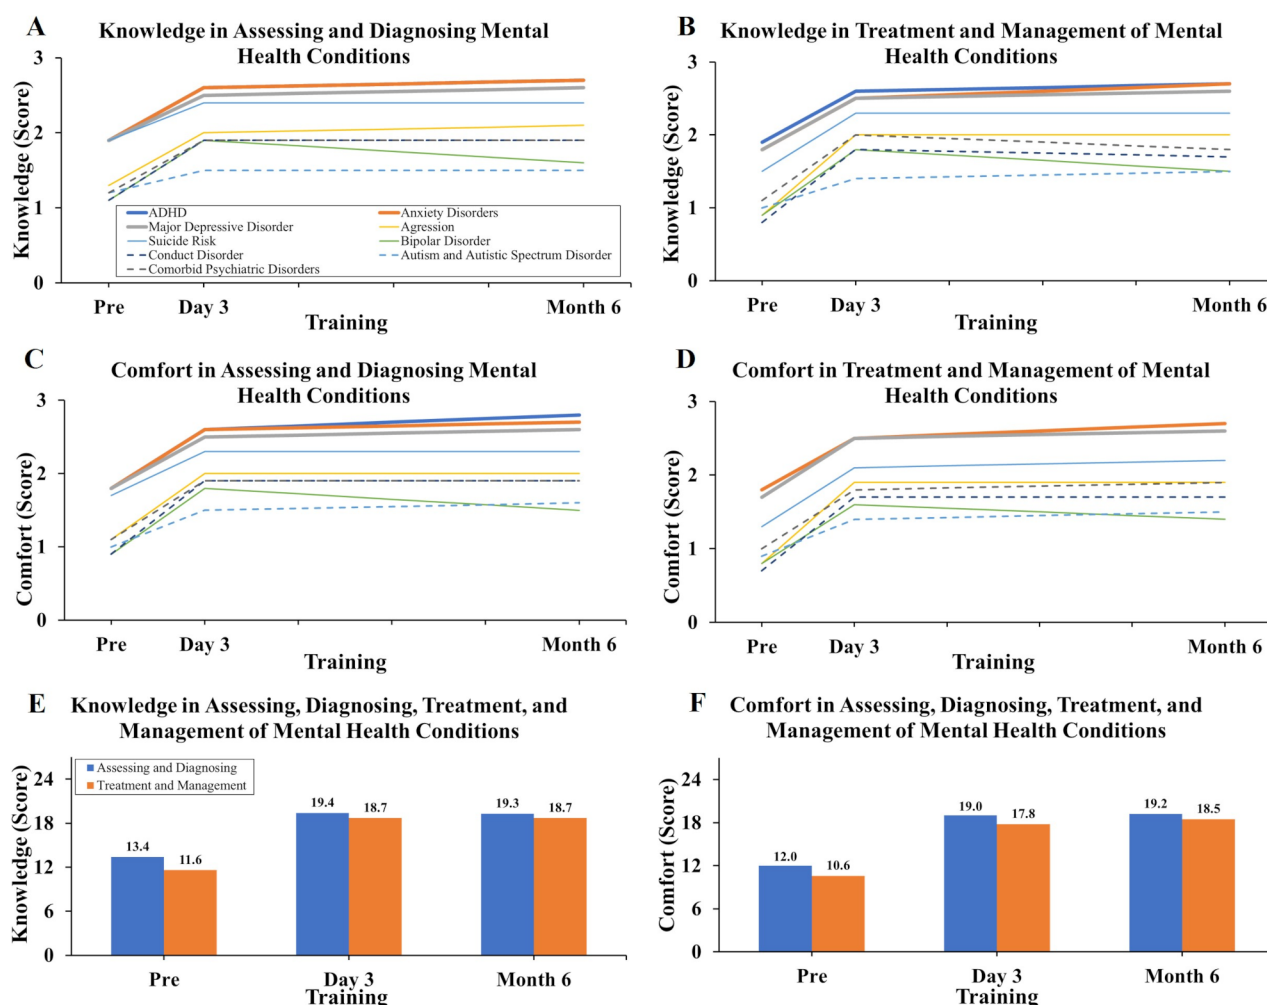 A
Knowledge in Assessing and Diagnosing Mental
Health Conditions
Knowledge (Score)
3
2
1
0
ADHD
Anxiety Disorders
Major Depressive Disorder
Agression
Suicide Risk
Bipolar Disorder
Conduct Disorder
Autism and Autistic Spectrum Disorder
Comorbid Psychiatric Disorders
Pre
Day 3
Month 6
Training
B
Knowledge in Treatment and Management of Mental
Health Conditions
Knowledge (Score)
3
2
1
0
Pre
Day 3
Month 6
Training
C
Comfort in Assessing and Diagnosing Mental
Health Conditions
Comfort (Score)
3
2
1
0
Pre
Day 3
Month 6
Training
D
Comfort in Treatment and Management of Mental
Health Conditions
Comfort (Score)
3
2
1
0
Pre
Day 3
Month 6
Training
E
Knowledge in Assessing, Diagnosing, Treatment, and
Management of Mental Health Conditions
Knowledge (Score)
24
18
12
6
0
Assessing and Diagnosing
Treatment and Management
13.4
11.6
19.4
18.7
19.3
18.7
Pre
Day 3
Month 6
Training
F
Comfort in Assessing, Diagnosing, Treatment, and
Management of Mental Health Conditions
Comfort (Score)
24
18
12
6
0
12.0
10.6
19.0
17.8
19.2
18.5
Pre
Day 3
Month 6
Training